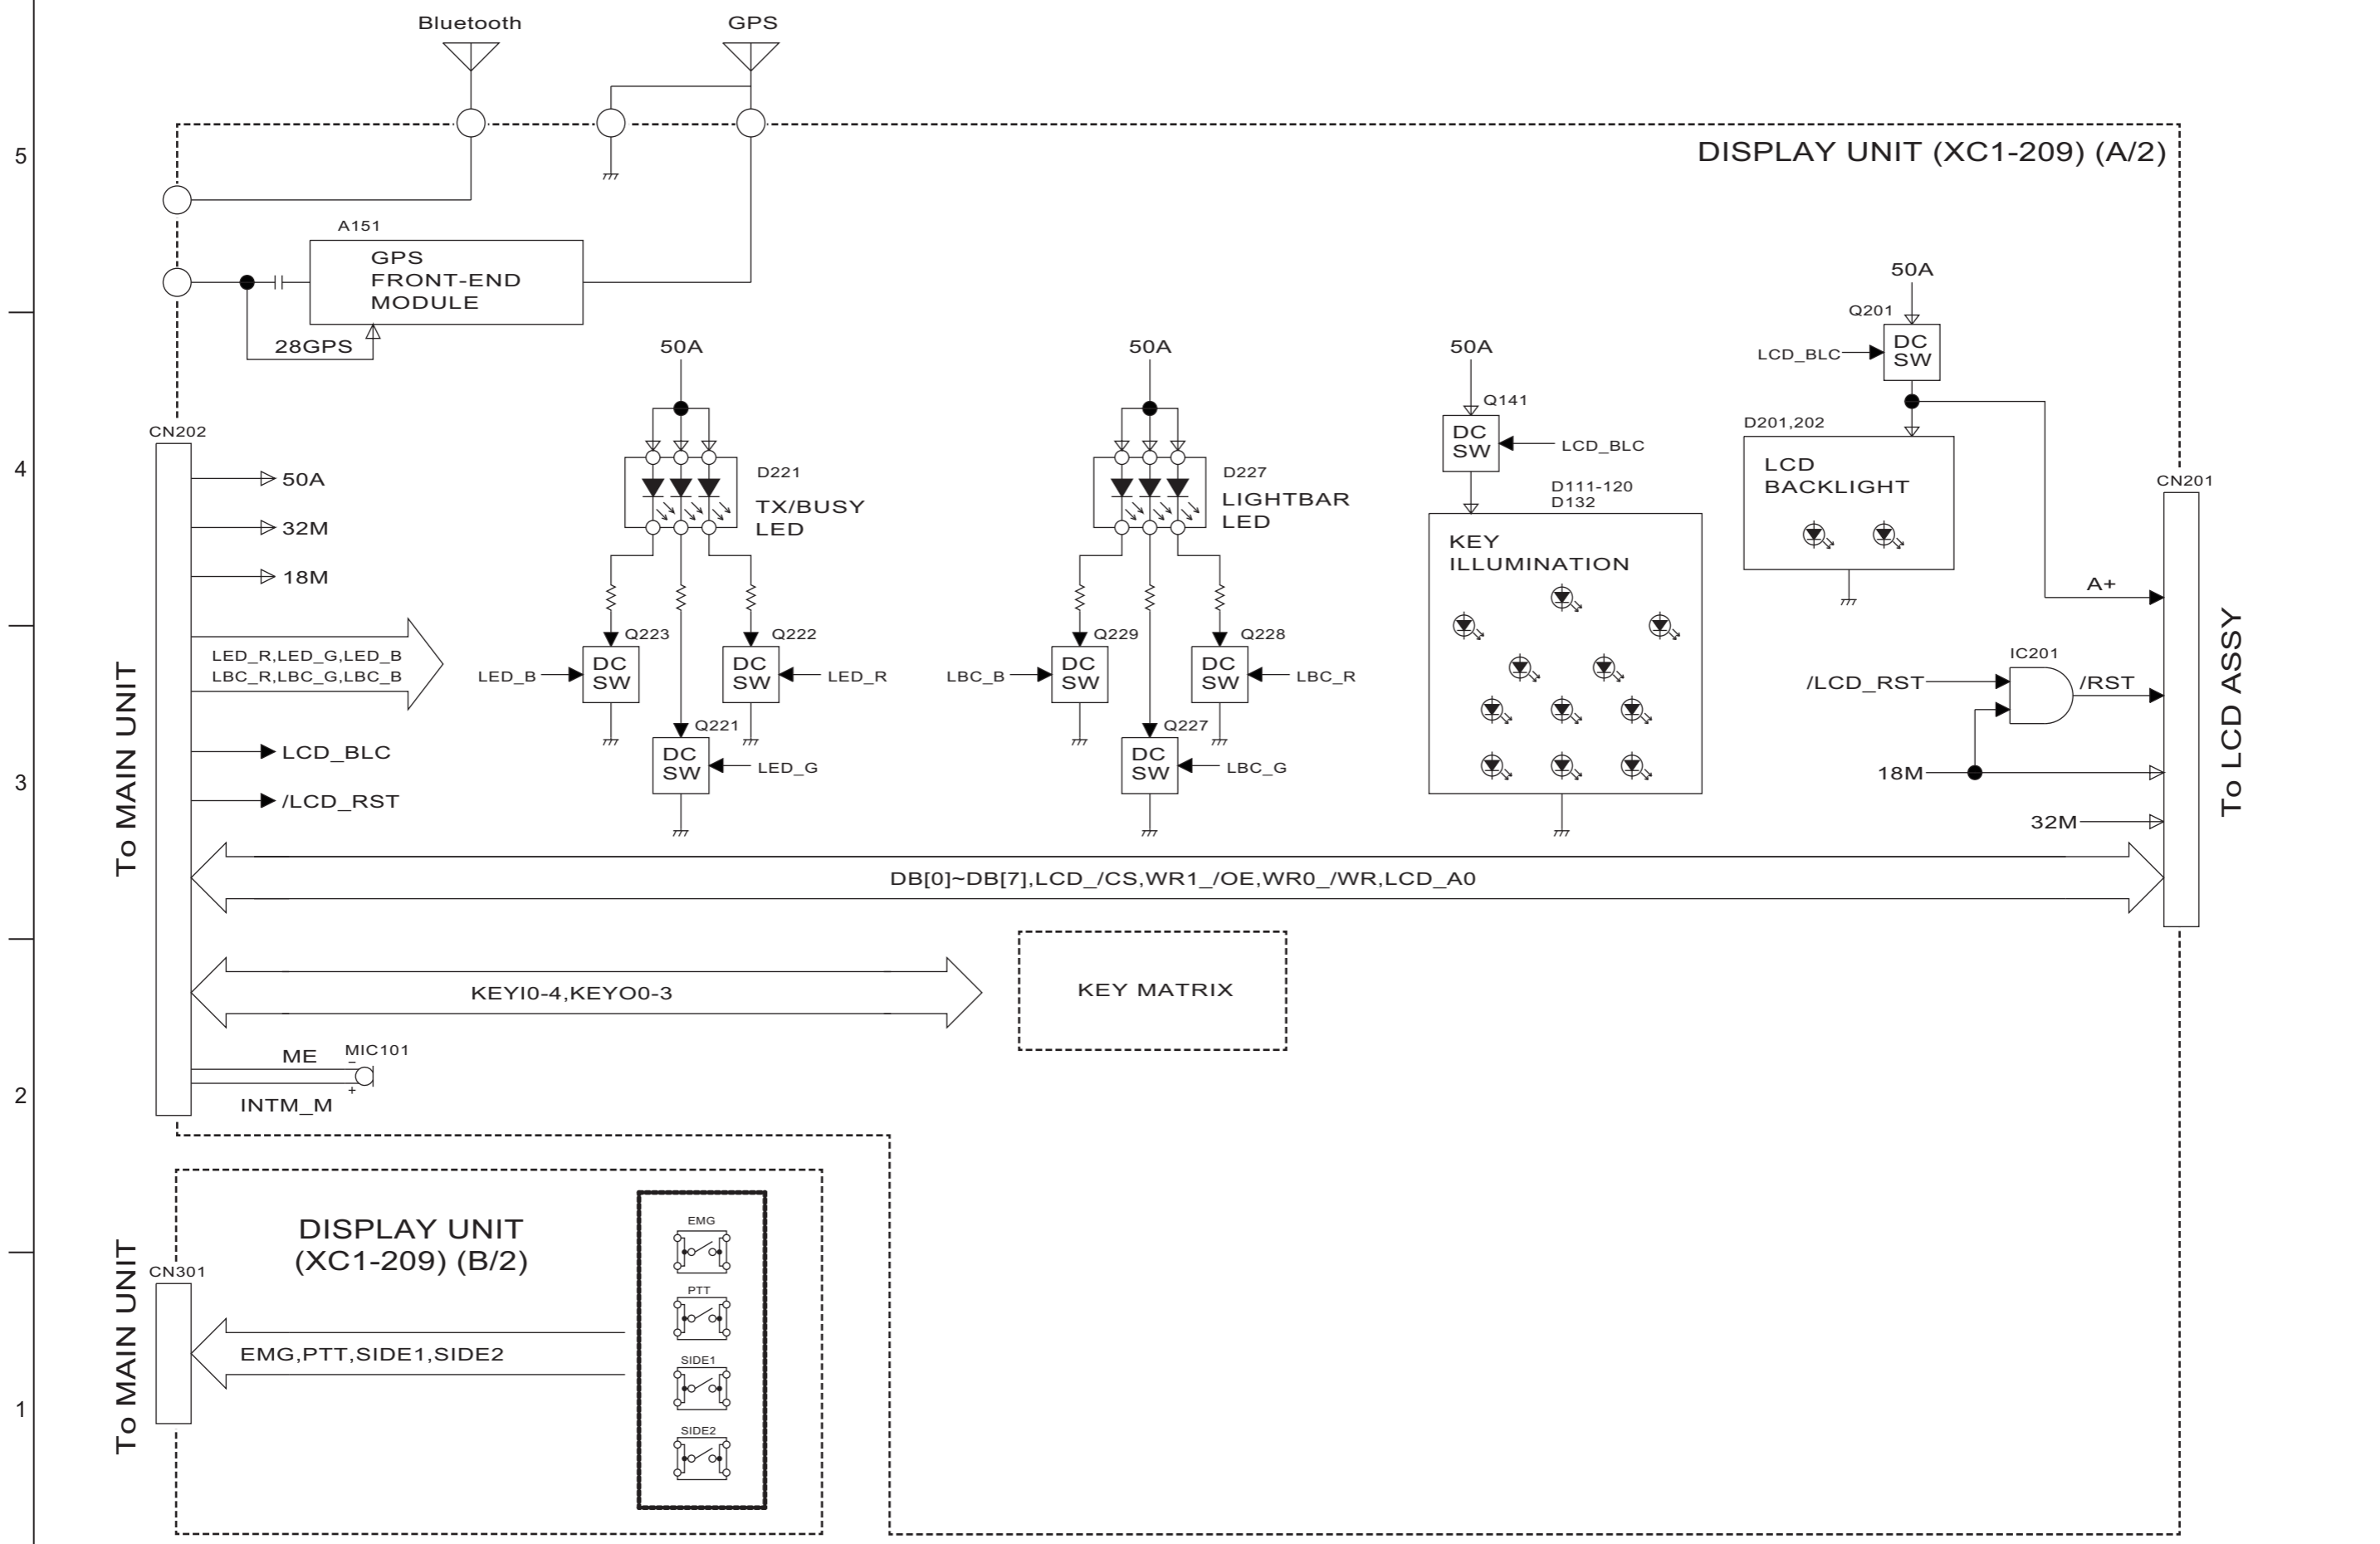 Bluetooth
GPS
5
DISPLAY UNIT (XC1-209) (A/2)
A151
GPS
FRONT-END
MODULE
28GPS
50A
50A
50A
50A
Q201
LCD_BLC
DC
SW
Q141
DC
SW
LCD_BLC
D201,202
LCD
BACKLIGHT
CN202
4
50A
32M
18M
D221
TX/BUSY
LED
D227
LIGHTBAR
LED
D111-120
D132
KEY
ILLUMINATION
CN201
A+
LED_R,LED_G,LED_B
LBC_R,LBC_G,LBC_B
Q223
LED_B
DC
SW
Q222
DC
SW
LED_R
Q221
DC
SW
LED_G
Q229
LBC_B
DC
SW
Q228
DC
SW
LBC_R
Q227
DC
SW
LBC_G
IC201
/LCD_RST
/RST
18M
32M
To MAIN UNIT
To LCD ASSY
LCD_BLC
3
/LCD_RST
DB[0]~DB[7],LCD_/CS,WR1_/OE,WR0_/WR,LCD_A0
KEYI0-4,KEYO0-3
KEY MATRIX
ME
MIC101
−
+
2
INTM_M
DISPLAY UNIT
(XC1-209) (B/2)
To MAIN UNIT
CN301
EMG
PTT
EMG,PTT,SIDE1,SIDE2
SIDE1
1
SIDE2